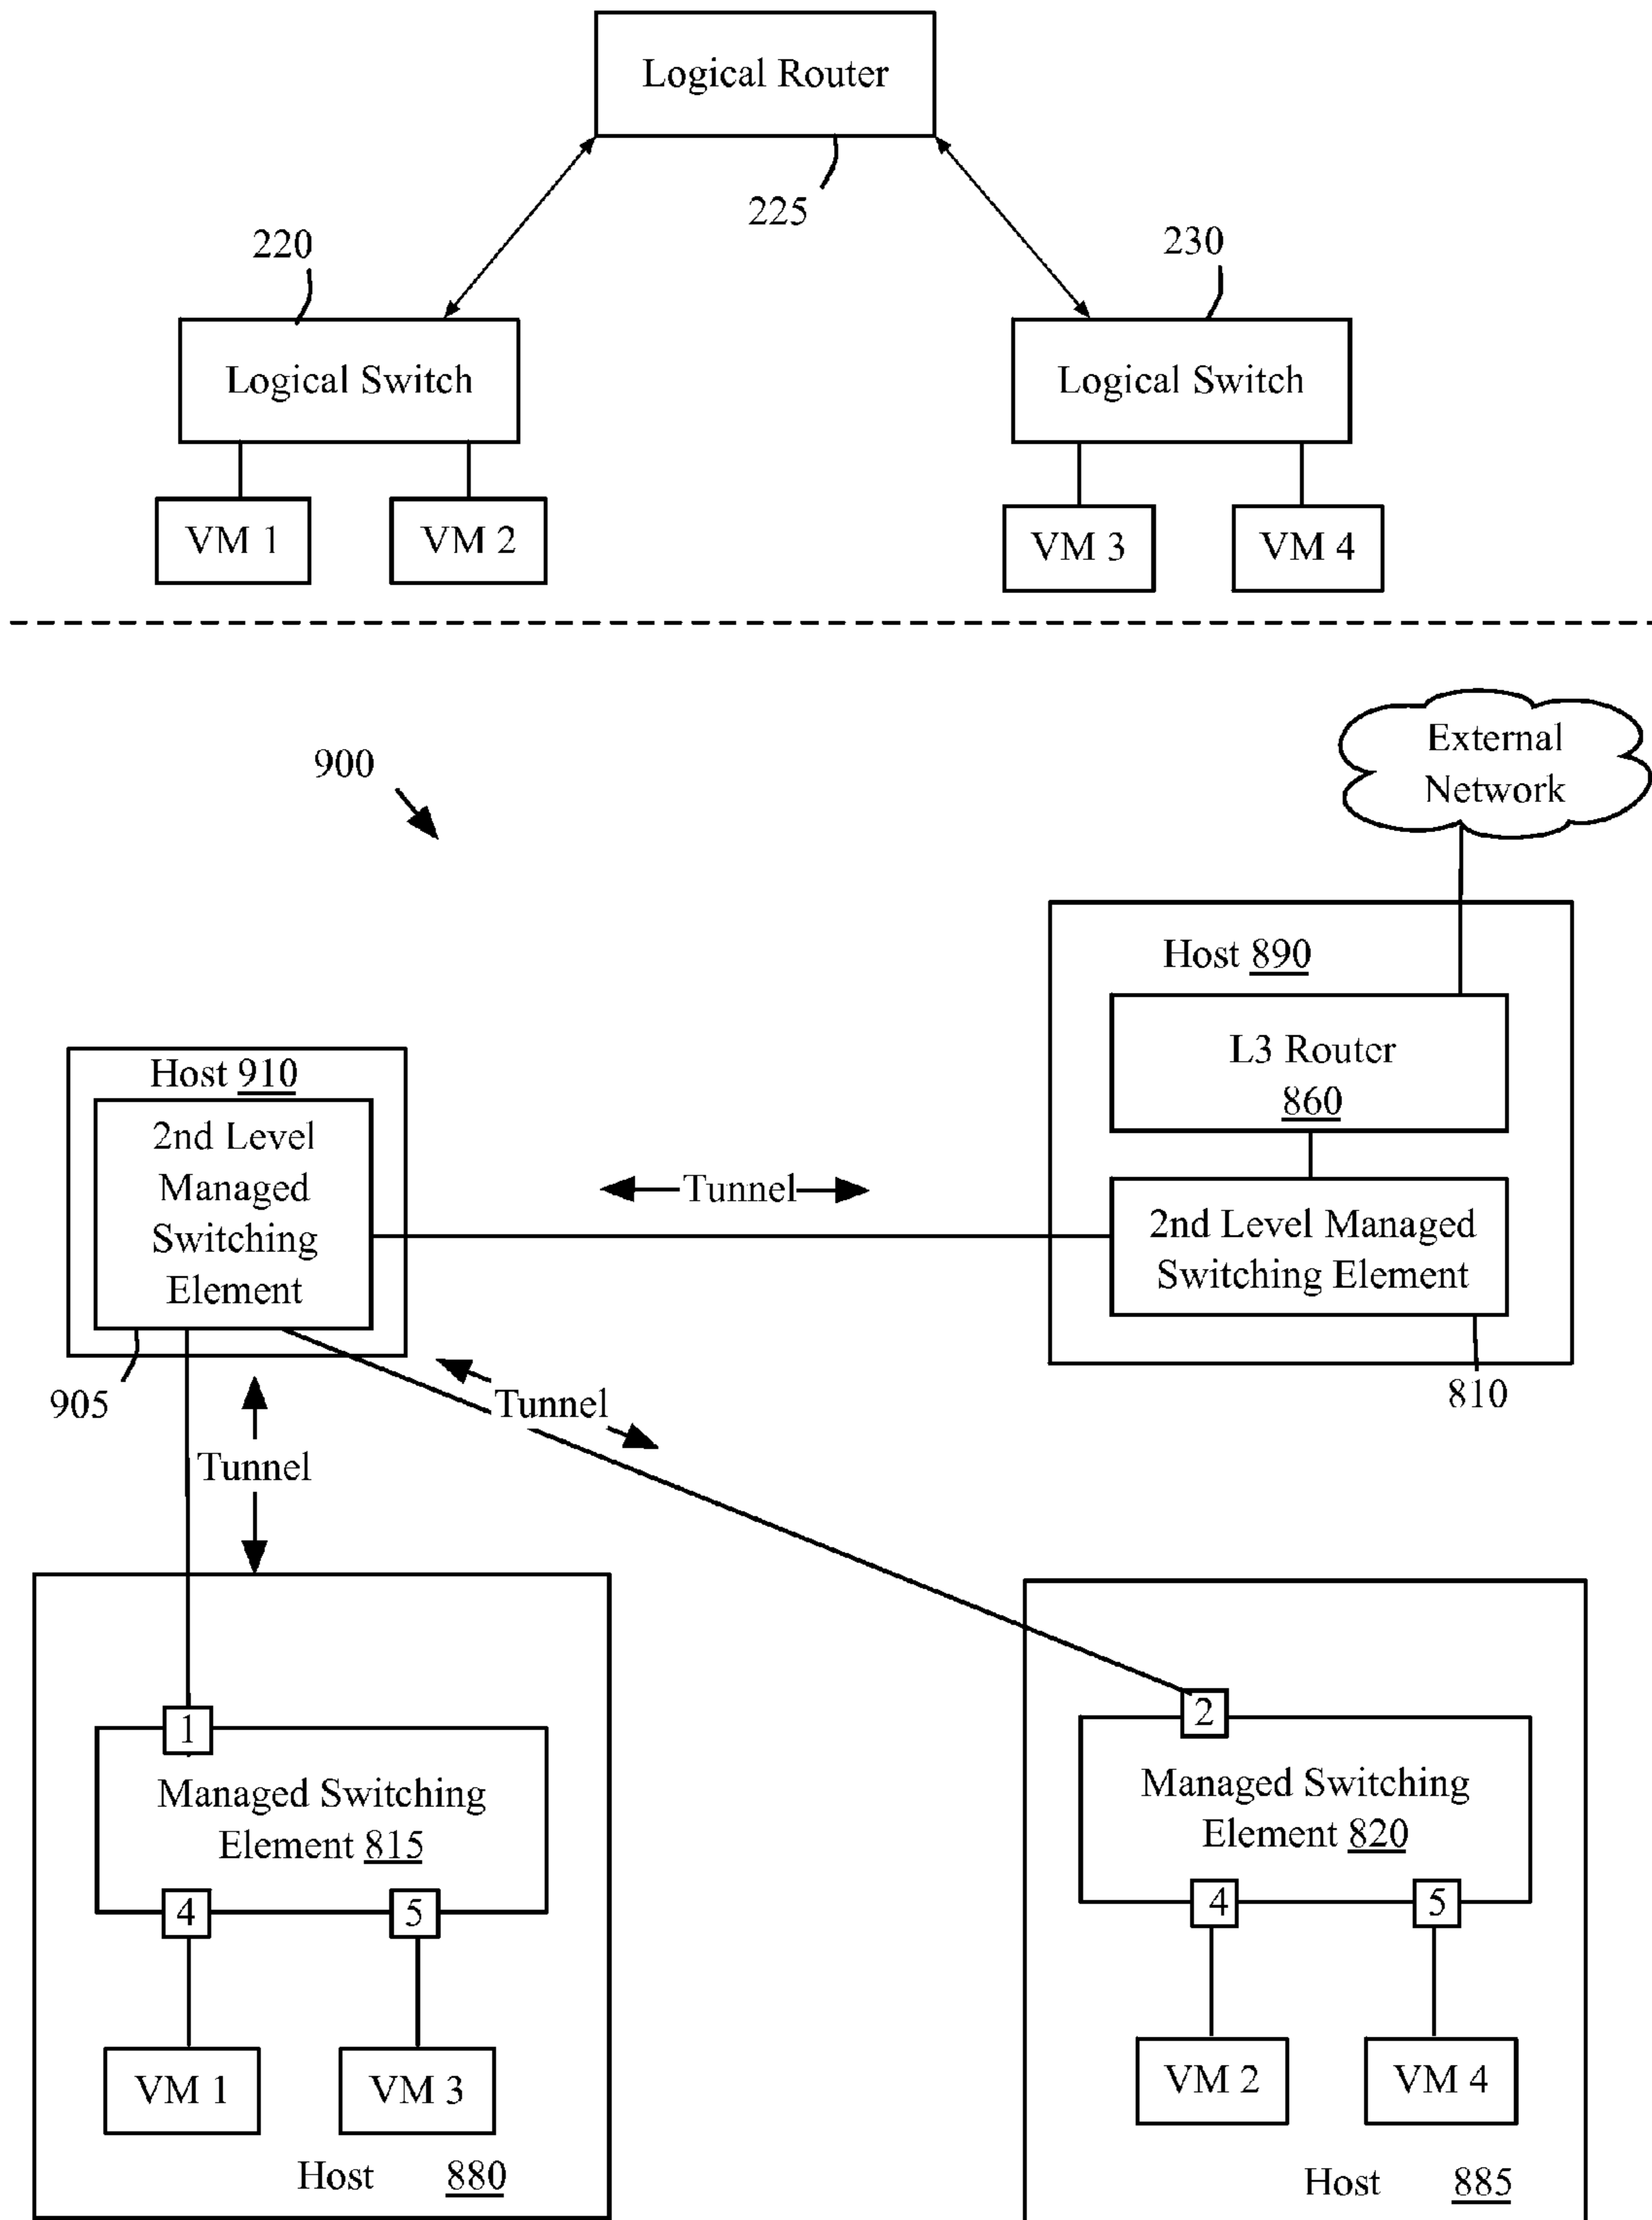 Logical Router
225
220
230
Logical Switch
Logical Switch
VM 1
VM 2
VM 3
VM 4
900
External
Network
Host 890
L3 Router
860
Host 910
2nd Level
Managed
Switching
Element
Tunnel
2nd Level Managed
Switching Element
905
810
Tunnel
Tunnel
1
2
Managed Switching
Element 815
Managed Switching
Element 820
4
5
4
5
VM 1
VM 3
VM 2
VM 4
Host 880
Host 885